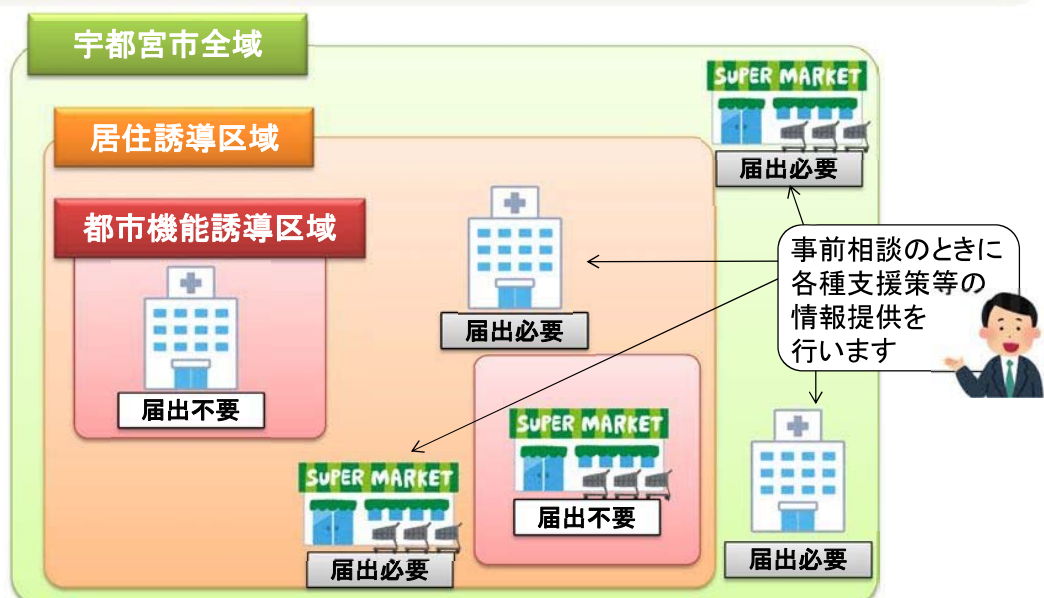 宇都宮市全域
SUPER MARKET
届出必要
居住誘導区域
都市機能誘導区域
届出不要
届出必要
事前相談のときに
各種支援策等の
情報提供を
行います
SUPER MARKET
届出不要
SUPER MARKET
届出必要
届出必要